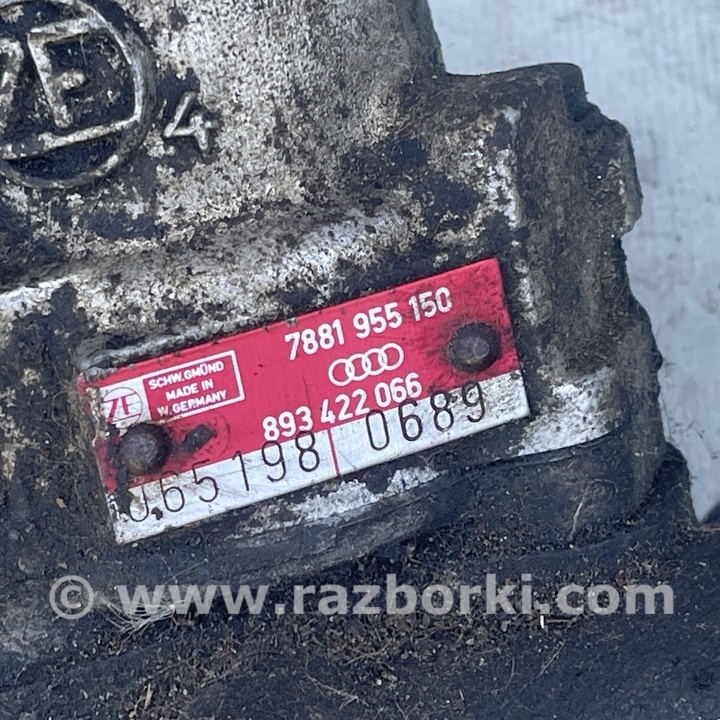 ZF
4
7881 955 150
ZF
SCHW.GMÜND
MADE IN
W.GERMANY
893 422 066
065198 0689
© www.razborki.com